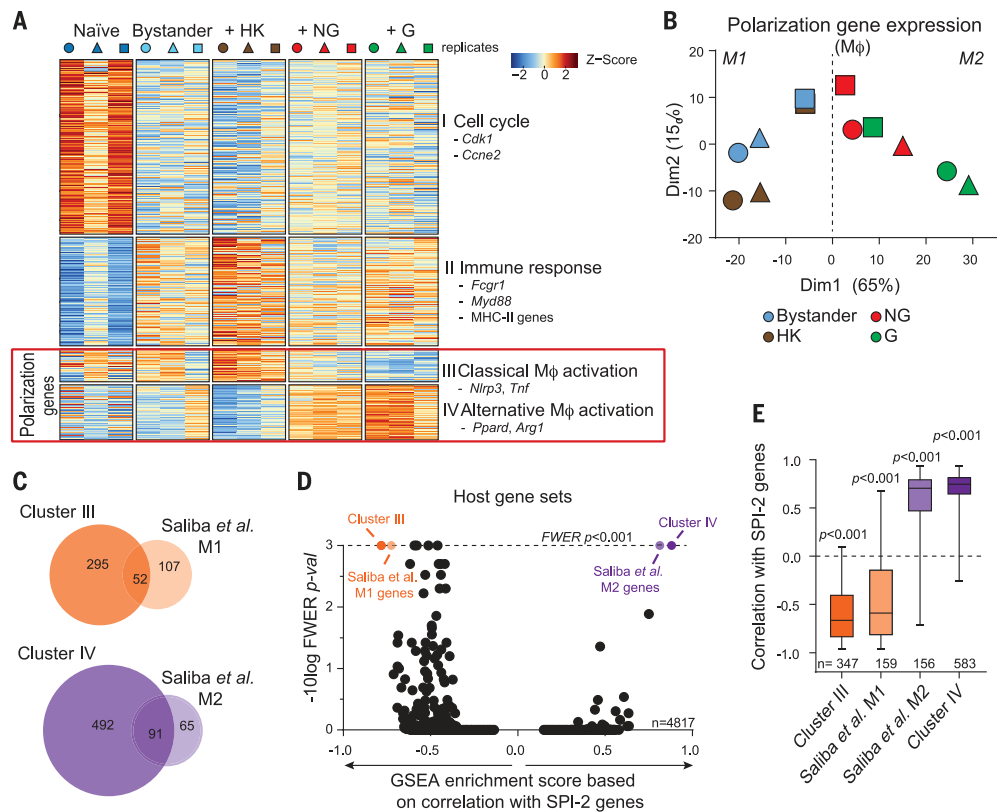 A
Naïve Bystander + HK + NG + G
replicates
-2 0 2 Z-Score
I Cell cycle
- Cdk1
- Ccne2
II Immune response
- Fcgr1
- Myd88
- MHC-II genes
Polarization
genes
III Classical Mφ activation
- Nlrp3, Tnf
IV Alternative Mφ activation
- Ppard, Arg1
B
Polarization gene expression
(Mφ)
M1 M2
20
10
0
-10
-20
Dim2 (15%)
-20 -10 0 10 20 30
Dim1 (65%)
Bystander NG
HK G
C
Cluster III
Saliba et al.
M1
295 52 107
Cluster IV
Saliba et al.
M2
492 91 65
D
Host gene sets
Cluster III
Cluster IV
FWER p<0.001
Saliba et al.
M1 genes
Saliba et al.
M2 genes
3
2
1
0
-10log FWER p-val
n=4817
-1.0 -0.5 0.0 0.5 1.0
GSEA enrichment score based
on correlation with SPI-2 genes
E
p<0.001
p<0.001
p<0.001
p<0.001
1.0
0.5
0.0
-0.5
-1.0
Correlation with SPI-2 genes
n= 347 159 156 583
Cluster III
Saliba et al M1
Saliba et al. M2
Cluster IV